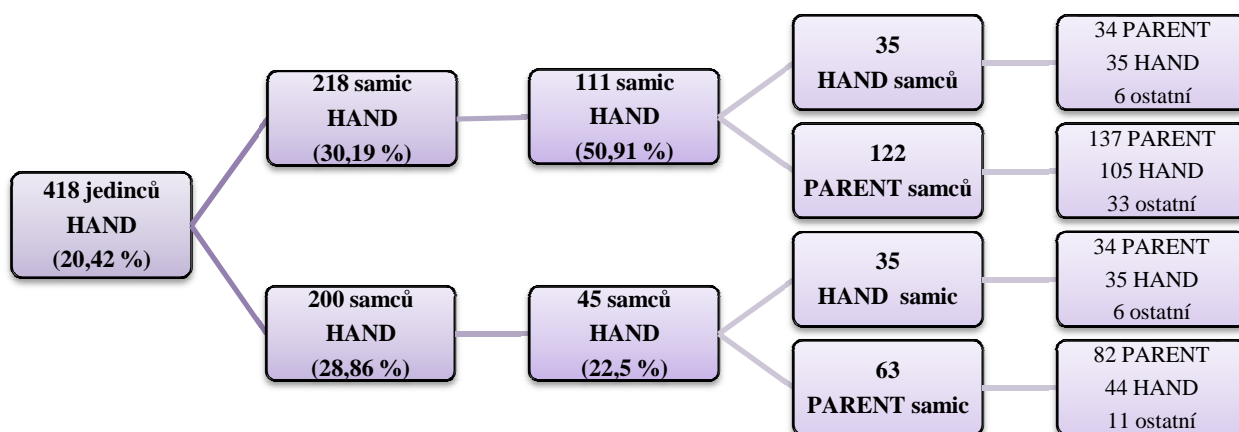 418 jedinců
HAND
(20,42 %)
218 samic
HAND
(30,19 %)
111 samic
HAND
(50,91 %)
35
HAND samců
34 PARENT
35 HAND
6 ostatní
122
PARENT samců
137 PARENT
105 HAND
33 ostatní
200 samců
HAND
(28,86 %)
45 samců
HAND
(22,5 %)
35
HAND samic
34 PARENT
35 HAND
6 ostatní
63
PARENT samic
82 PARENT
44 HAND
11 ostatní